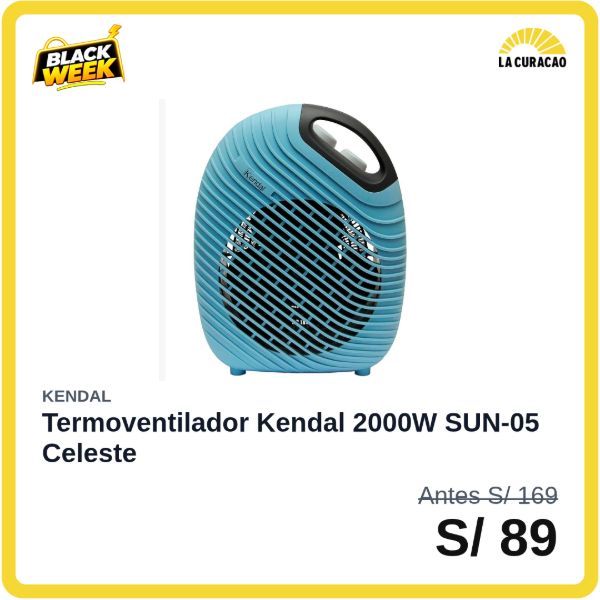 BLACK
WEEK
LA CURACAO
Kendal
KENDAL
Termoventilador Kendal 2000W SUN-05
Celeste
Antes S/ 169
S/ 89